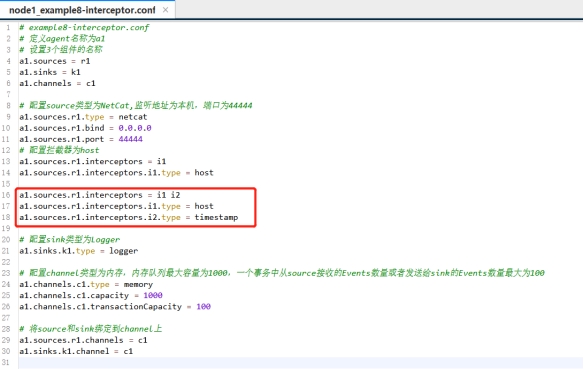 node1_example8-interceptor.conf ×
1 # example8-interceptor.conf
2 # 定义agent名称为a1
3 # 设置3个组件的名称
4 a1.sources = r1
5 a1.sinks = k1
6 a1.channels = c1
7
8 # 配置source类型为NetCat,监听地址为本机，端口为44444
9 a1.sources.r1.type = netcat
10 a1.sources.r1.bind = 0.0.0.0
11 a1.sources.r1.port = 44444
12 # 配置拦截器为host
13 a1.sources.r1.interceptors = i1
14 a1.sources.r1.interceptors.i1.type = host
15
16 a1.sources.r1.interceptors = i1 i2
17 a1.sources.r1.interceptors.i1.type = host
18 a1.sources.r1.interceptors.i2.type = timestamp
19
20 # 配置sink类型为Logger
21 a1.sinks.k1.type = logger
22
23 # 配置channel类型为内存，内存队列最大容量为1000，一个事务中从source接收的Events数量或者发送给sink的Events数量最大为100
24 a1.channels.c1.type = memory
25 a1.channels.c1.capacity = 1000
26 a1.channels.c1.transactionCapacity = 100
27
28 # 将source和sink绑定到channel上
29 a1.sources.r1.channels = c1
30 a1.sinks.k1.channel = c1
31